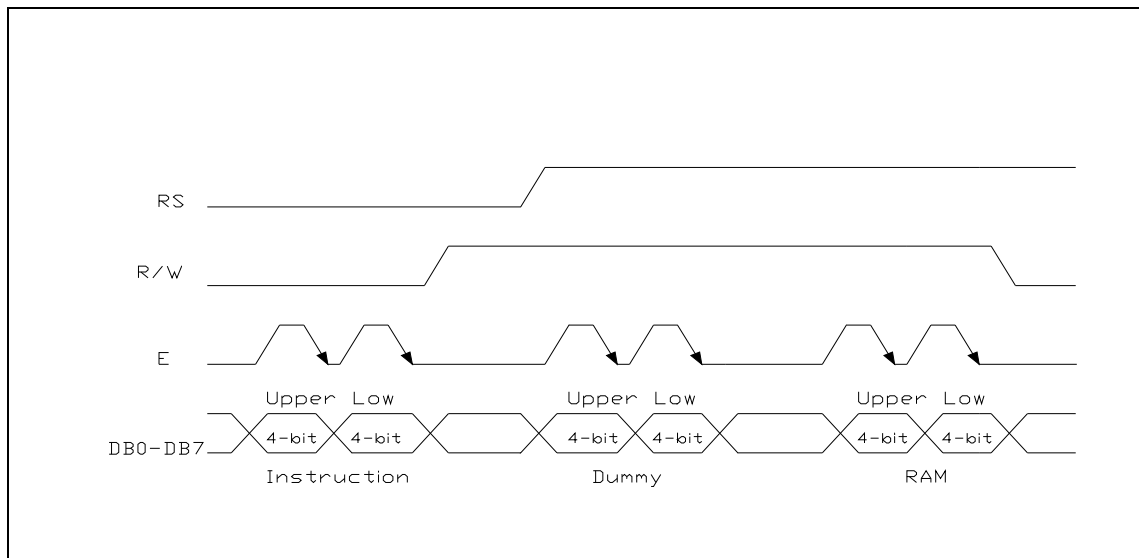 RS
R/W
E
Upper Low Upper Low Upper Low
DB0-DB7 4-bit 4-bit 4-bit 4-bit 4-bit 4-bit
Instruction Dummy RAM